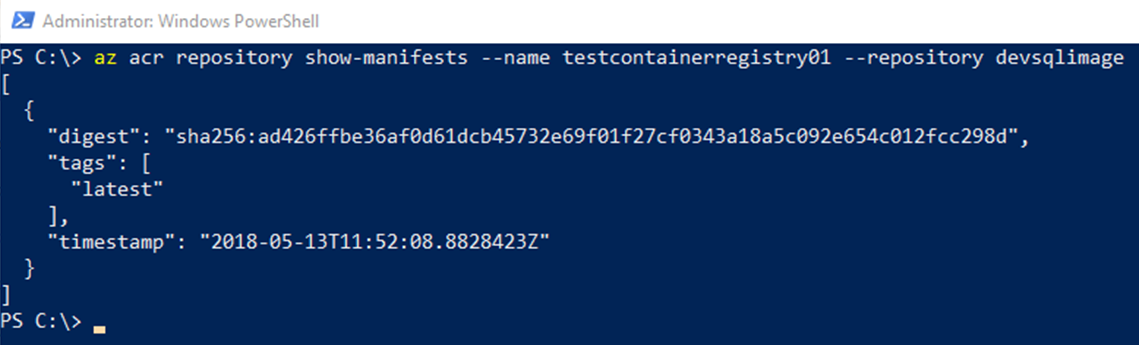 Administrator: Windows PowerShell
PS C:\> az acr repository show-manifests --name testcontainerregistry01 --repository devsqlimage
[
  {
    "digest": "sha256:ad426ffbe36af0d61dcb45732e69f01f27cf0343a18a5c092e654c012fcc298d",
    "tags": [
      "latest"
    ],
    "timestamp": "2018-05-13T11:52:08.8828423Z"
  }
]
PS C:\>